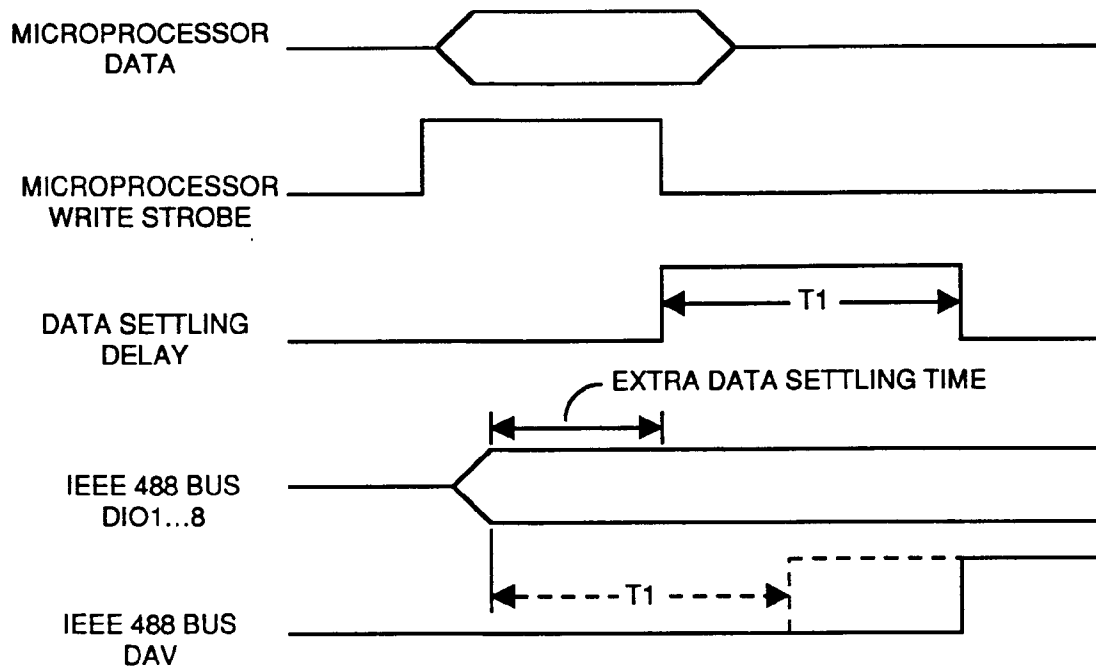 MICROPROCESSOR
DATA
MICROPROCESSOR
WRITE STROBE
T1
DATA SETTLING
DELAY
EXTRA DATA SETTLING TIME
IEEE 488 BUS
DIO1...8
T1
IEEE 488 BUS
DAV